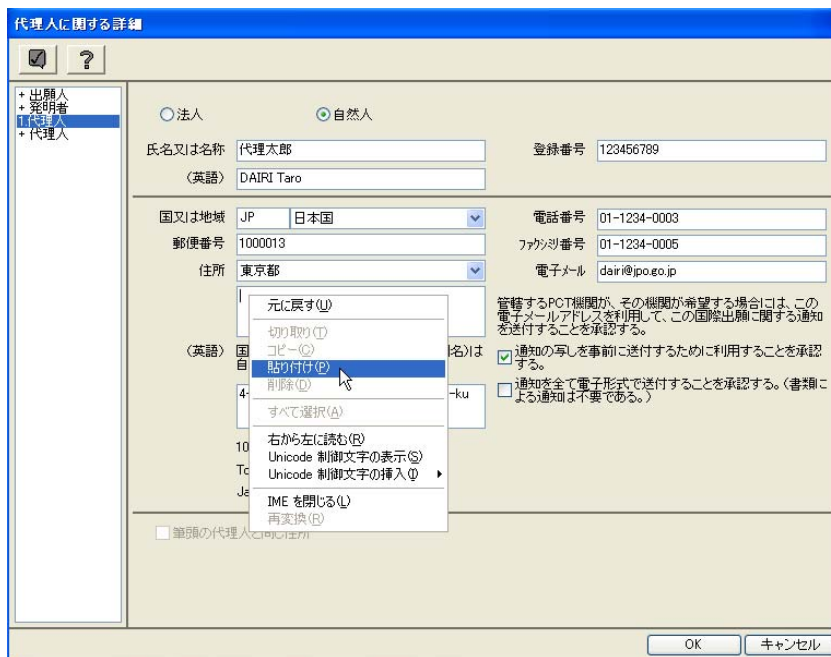 代理人に関する詳細
+ 出願人
+ 発明者
1.代理人
+ 代理人
法人
自然人
氏名又は名称 代理太郎
登録番号 123456789
(英語) DAIRI Taro
国又は地域 JP 日本国
電話番号 01-1234-0003
郵便番号 1000013
ファクシミリ番号 01-1234-0005
住所 東京都
電子メール dairi@jpo.go.jp
管轄するPCT機関が、その機関が希望する場合には、この
電子メールアドレスを利用して、この国際出願に関する通知
を送付することを承認する。
通知の写しを事前に送付するために利用することを承認
する。
通知を全て電子形式で送付することを承認する。(書類に
よる通知は不要である。)
(英語) 国
名)は
自
4-
-ku
10
To
Ja
元に戻す(U)
切り取り(T)
コピー(C)
貼り付け(P)
削除(D)
すべて選択(A)
右から左に読む(R)
Unicode 制御文字の表示(S)
Unicode 制御文字の挿入(I)
IME を閉じる(L)
再変換(R)
筆頭の代理人と同じ住所
OK
キャンセル